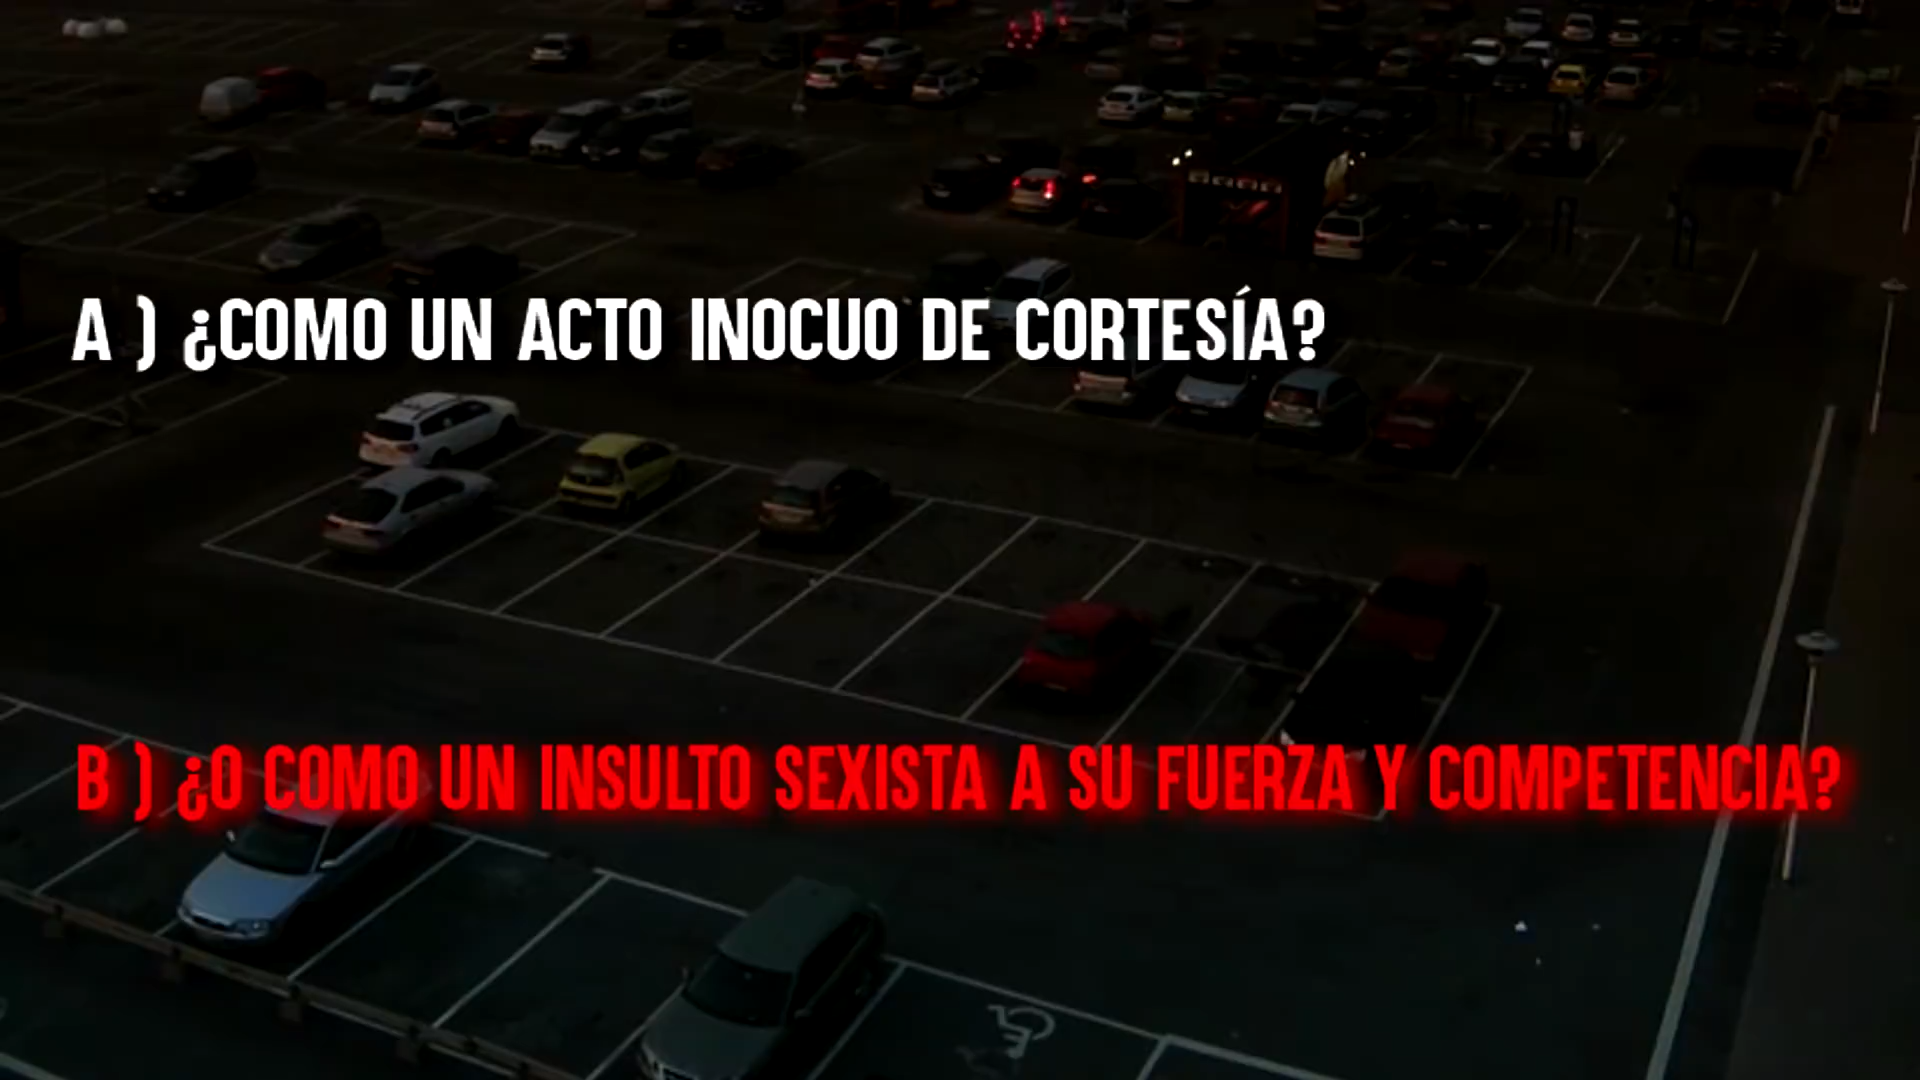 A ) ¿COMO UN ACTO INOCUO DE CORTESÍA?
B ) ¿O COMO UN INSULTO SEXISTA A SU FUERZA Y COMPETENCIA?